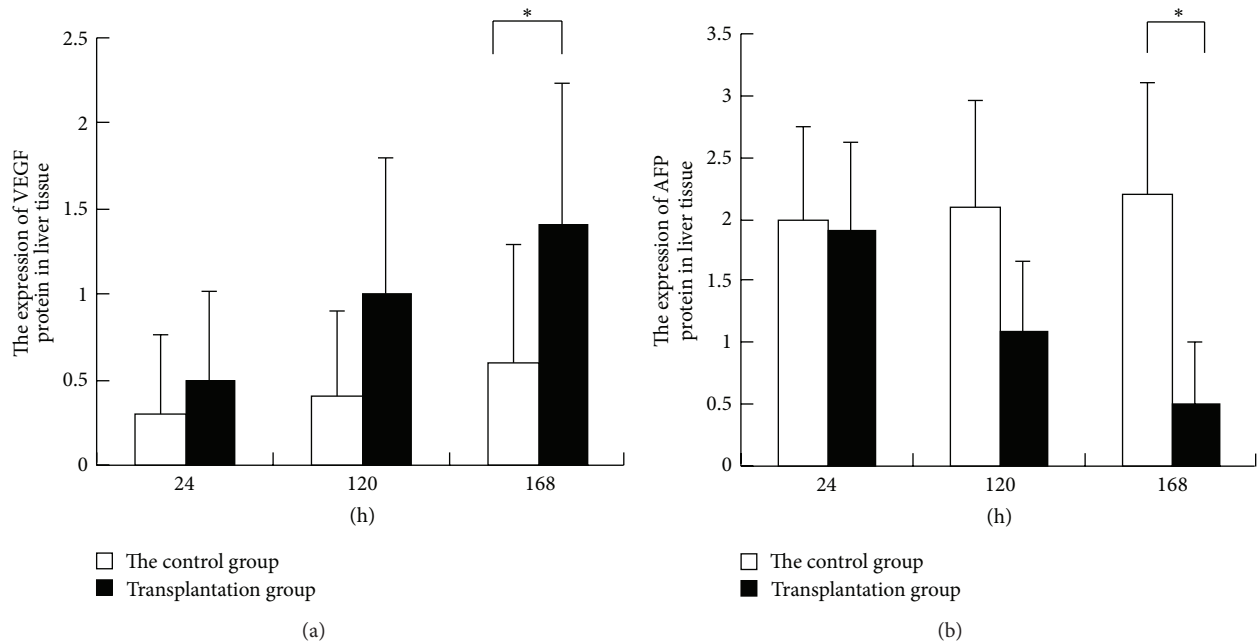 *
2.5
2
1.5
1
0.5
0
The expression of VEGF
protein in liver tissue
24 120 168
(h)
The control group
Transplantation group
(a)
*
3.5
3
2.5
2
1.5
1
0.5
0
The expression of AFP
protein in liver tissue
24 120 168
(h)
The control group
Transplantation group
(b)